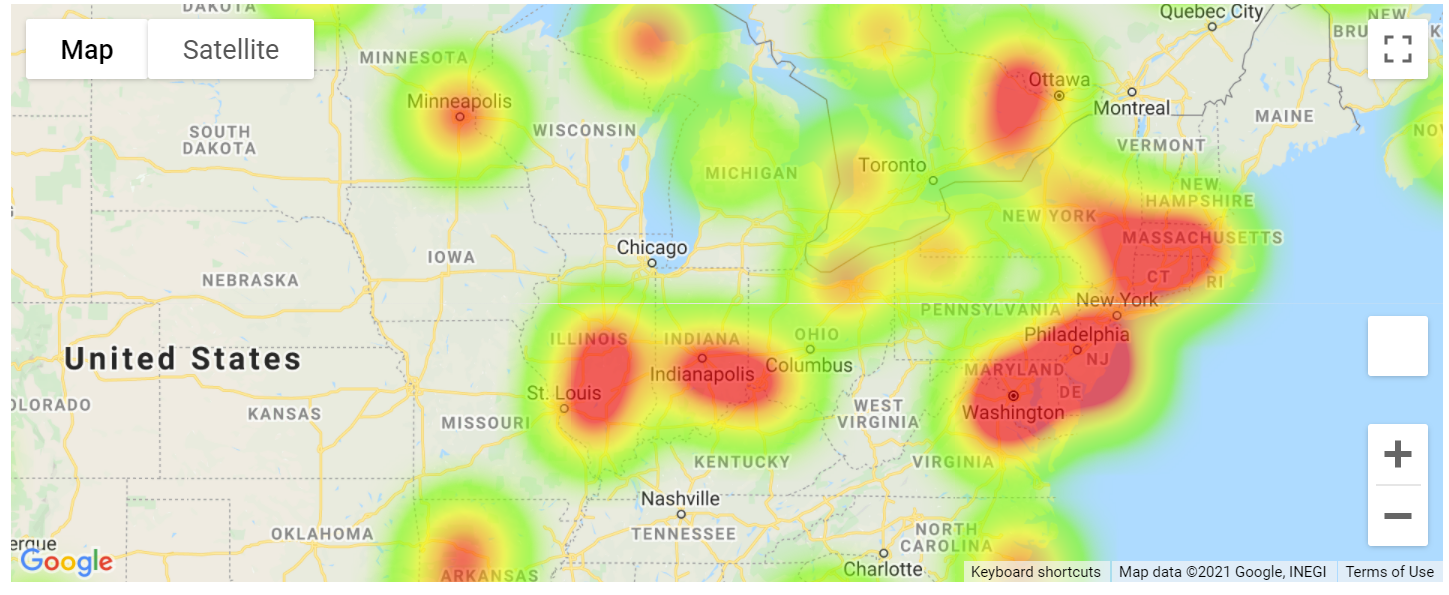 DAKOTA
Quebec City
NEW
BRU
K
Map
Satellite
MINNESOTA
Ottawa
Minneapolis
Montreal
MAINE
SOUTH
DAKOTA
WISCONSIN
NO
VERMONT
Toronto
MICHIGAN
NEW
HAMPSHIRE
NEW YORK
MASSACHUSETTS
Chicago
IOWA
NEBRASKA
CT
RI
New York
PENNSYLVANIA
Philadelphia
ILLINOIS
INDIANA
OHIO
United States
NJ
Columbus
MARYLAND
Indianapolis
St. Louis
DE
OLORADO
KANSAS
WEST
VIRGINIA
Washington
MISSOURI
KENTUCKY
VIRGINIA
Nashville
OKLAHOMA
TENNESSEE
NORTH
CAROLINA
erque
Google
ARKANSAS
Charlotte
Keyboard shortcuts
Map data ©2021 Google, INEGI
Terms of Use